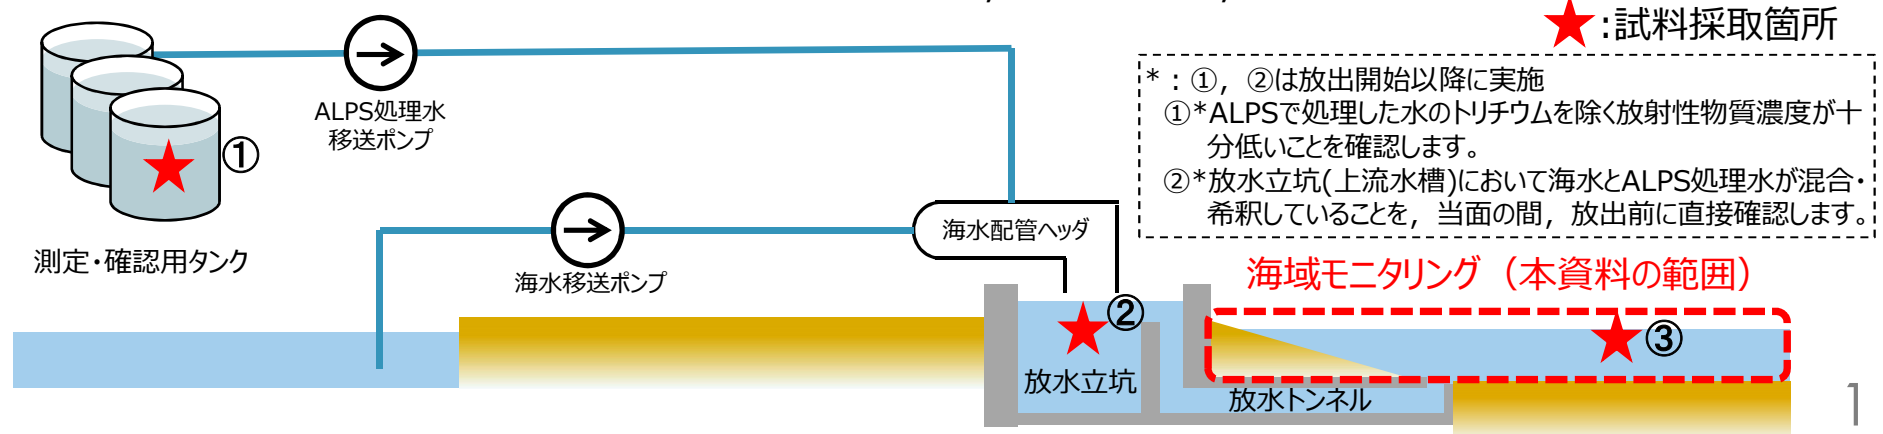 ★:試料採取箇所
*:①,②は放出開始以降に実施
①*ALPSで処理した水のトリチウムを除く放射性物質濃度が十
分低いことを確認します。
②*放水立坑(上流水槽)において海水とALPS処理水が混合・
希釈していることを,当面の間,放出前に直接確認します。
ALPS処理水
移送ポンプ
①
測定・確認用タンク
海水配管ヘッダ
海水移送ポンプ
海域モニタリング(本資料の範囲)
②
③
放水立坑
放水トンネル
1